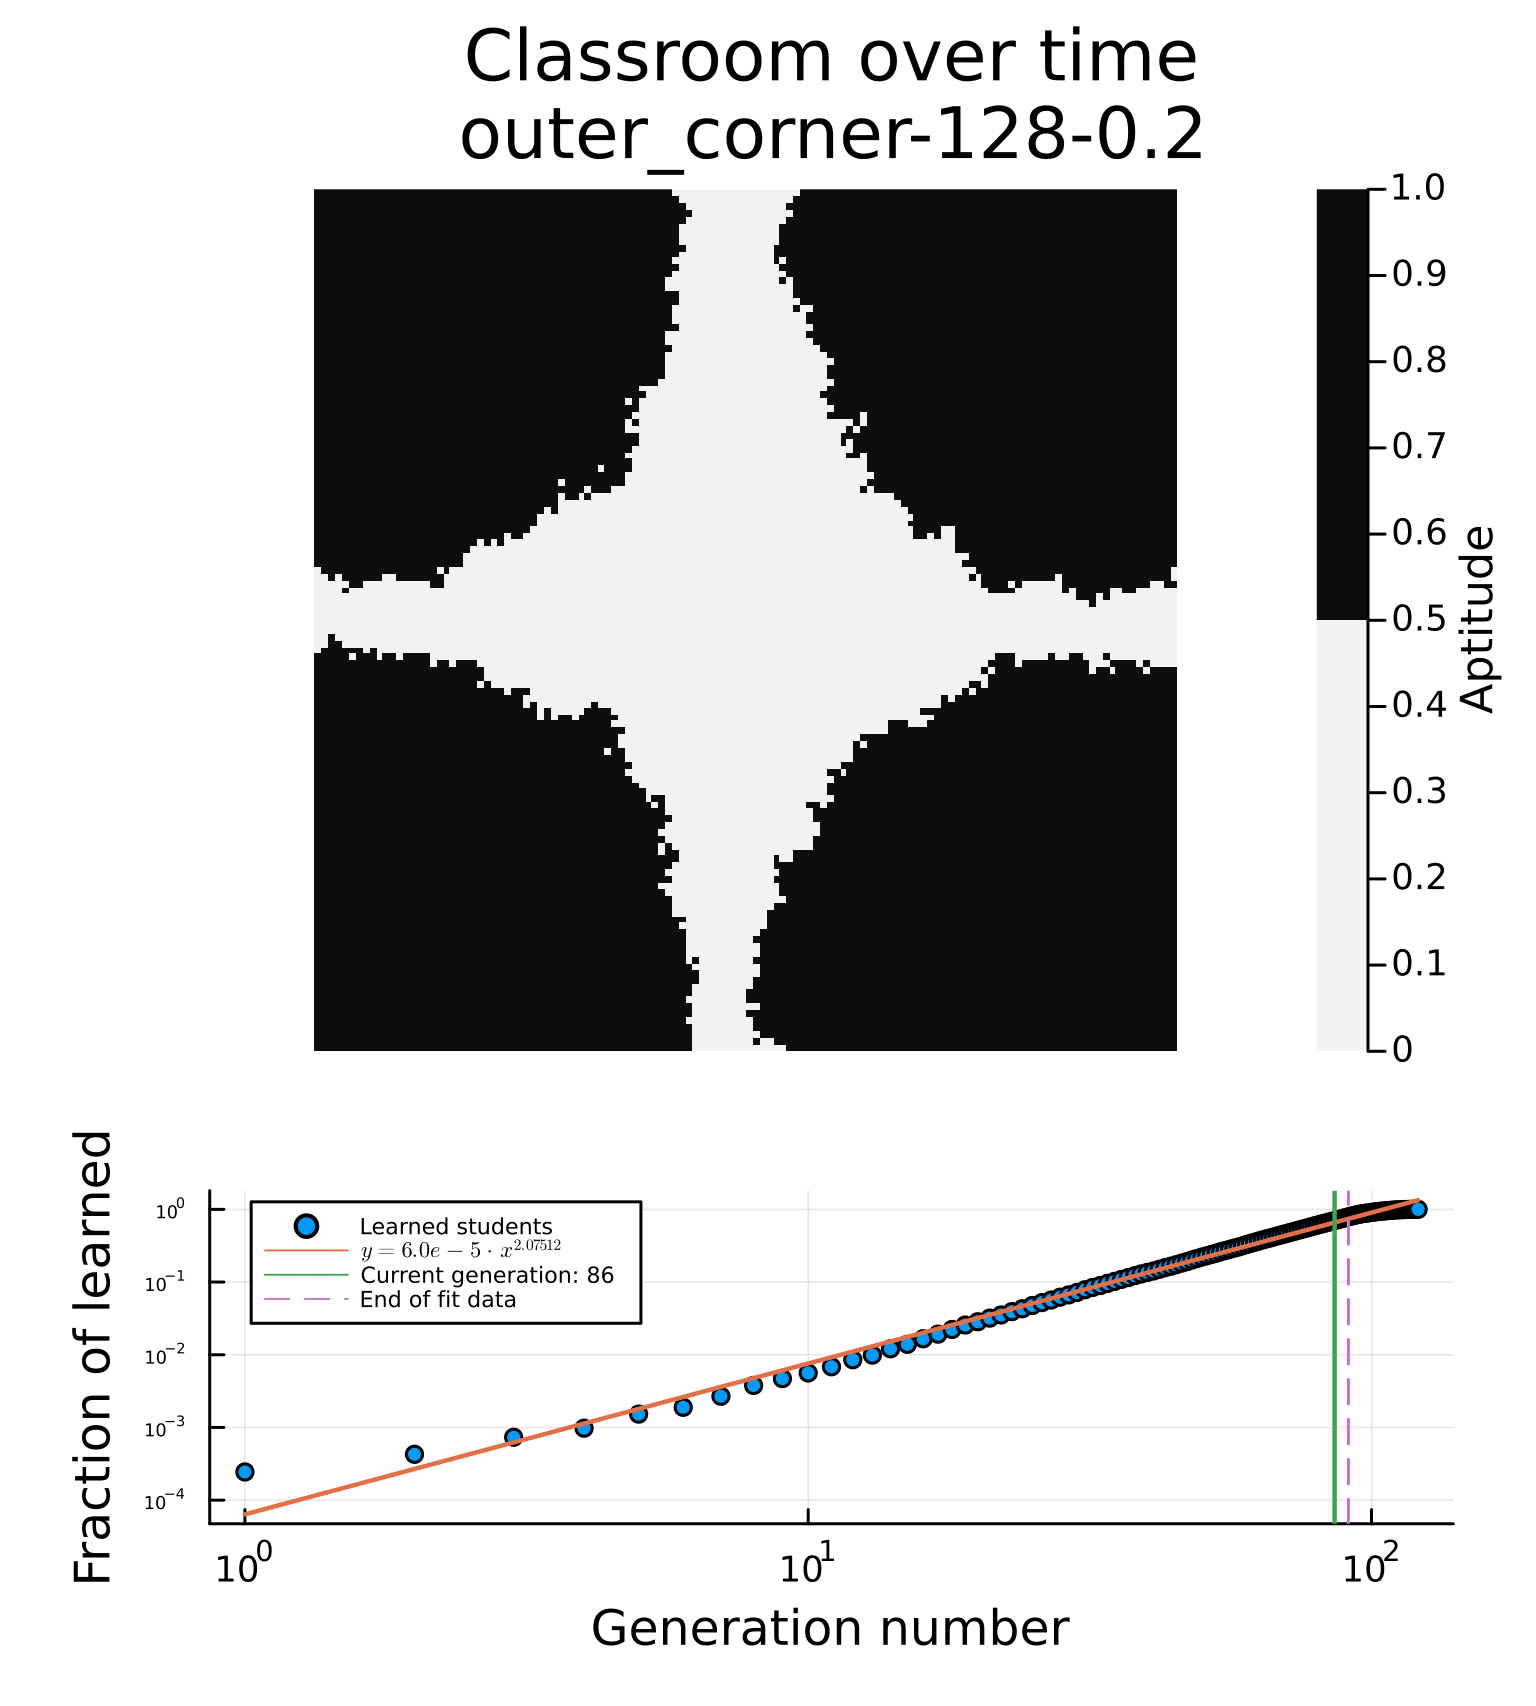 Classroom over time
outer_corner-128-0.2
1.0
0.9
0.8
0.7
0.6
0.5
0.4
0.3
0.2
0.1
0
Aptitude
Fraction of learned
10^0
10^-1
10^-2
10^-3
10^-4
Learned students
y = 6.0e − 5 · x^2.07512
Current generation: 86
End of fit data
10^0 10^1 10^2
Generation number